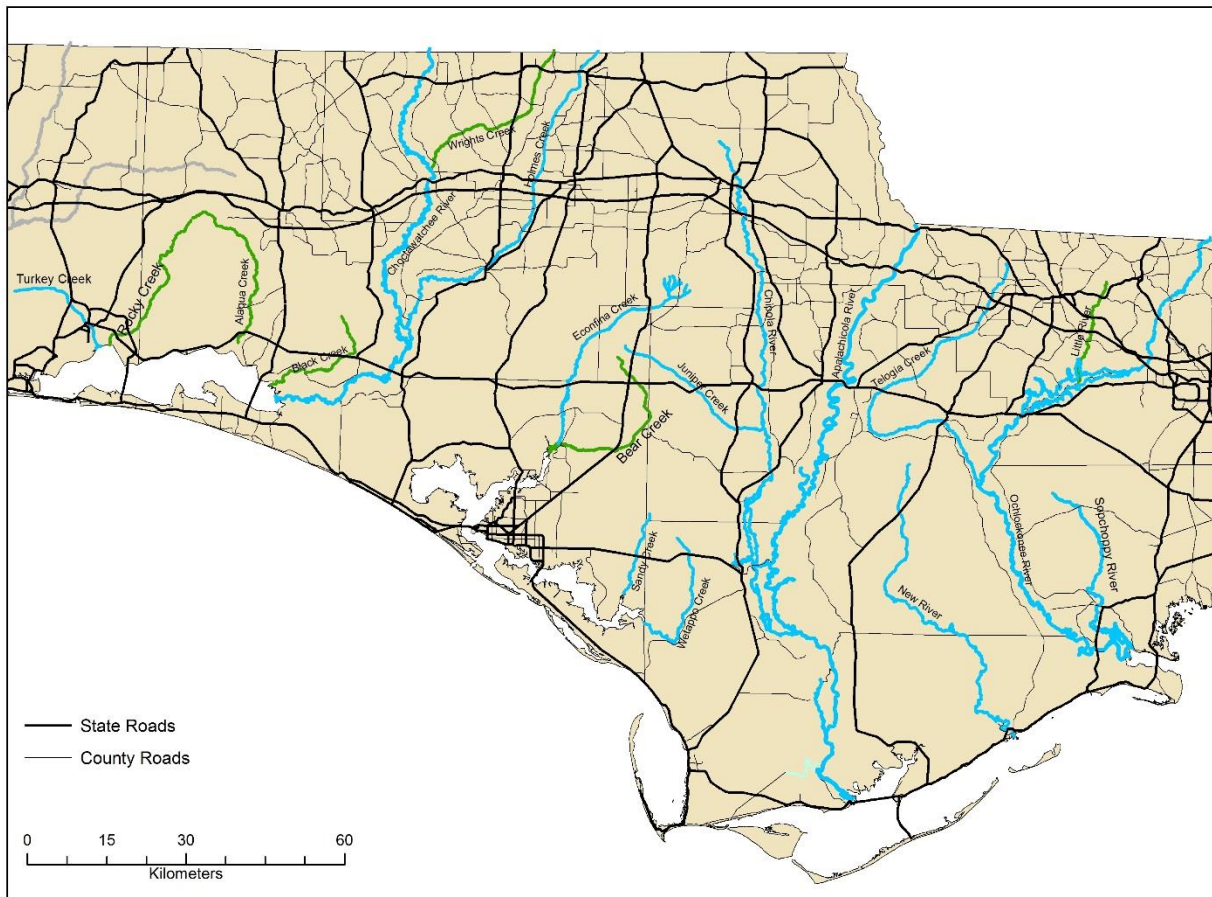 Wrights Creek
Holmes Creek
Choctawatchee River
Turkey Creek
Rocky Creek
Alaqua Creek
Black Creek
Econfina Creek
Juniper Creek
Bear Creek
Chipola River
Apalachicola River
Telogia Creek
Little River
Sandy Creek
Wetappo Creek
New River
Ochlockonee River
Sopchoppy River
State Roads
County Roads
0 15 30 60
Kilometers